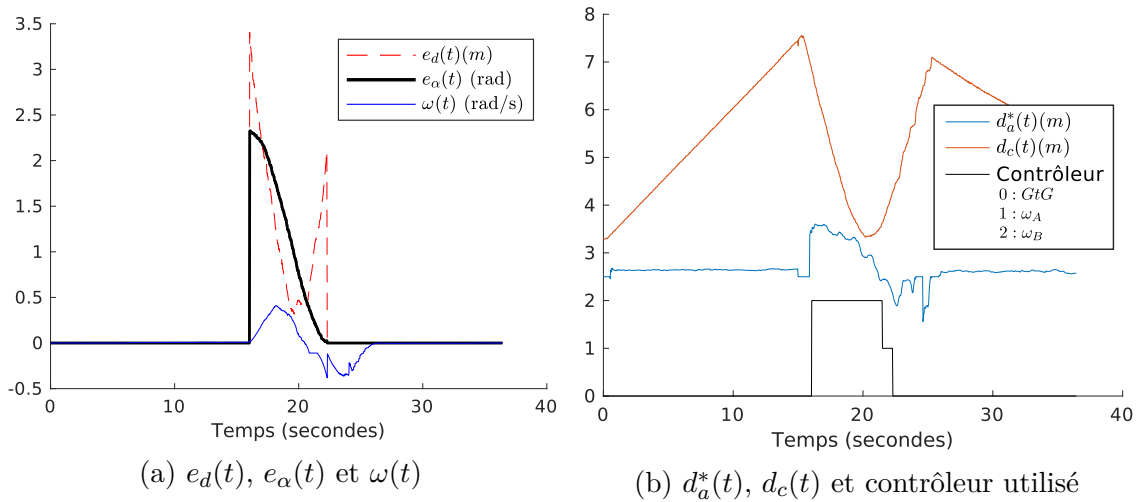 3.5
3
2.5
2
1.5
1
0.5
0
-0.5
0
10
20
30
40
Temps (secondes)
e_d(t)(m)
e_α(t) (rad)
ω(t) (rad/s)
(a) e_d(t), e_α(t) et ω(t)
8
7
6
5
4
3
2
1
0
0
10
20
30
40
Temps (secondes)
d_a^*(t)(m)
d_c(t)(m)
Contrôleur
0 : GtG
1 : ω_A
2 : ω_B
(b) d_a^*(t), d_c(t) et contrôleur utilisé